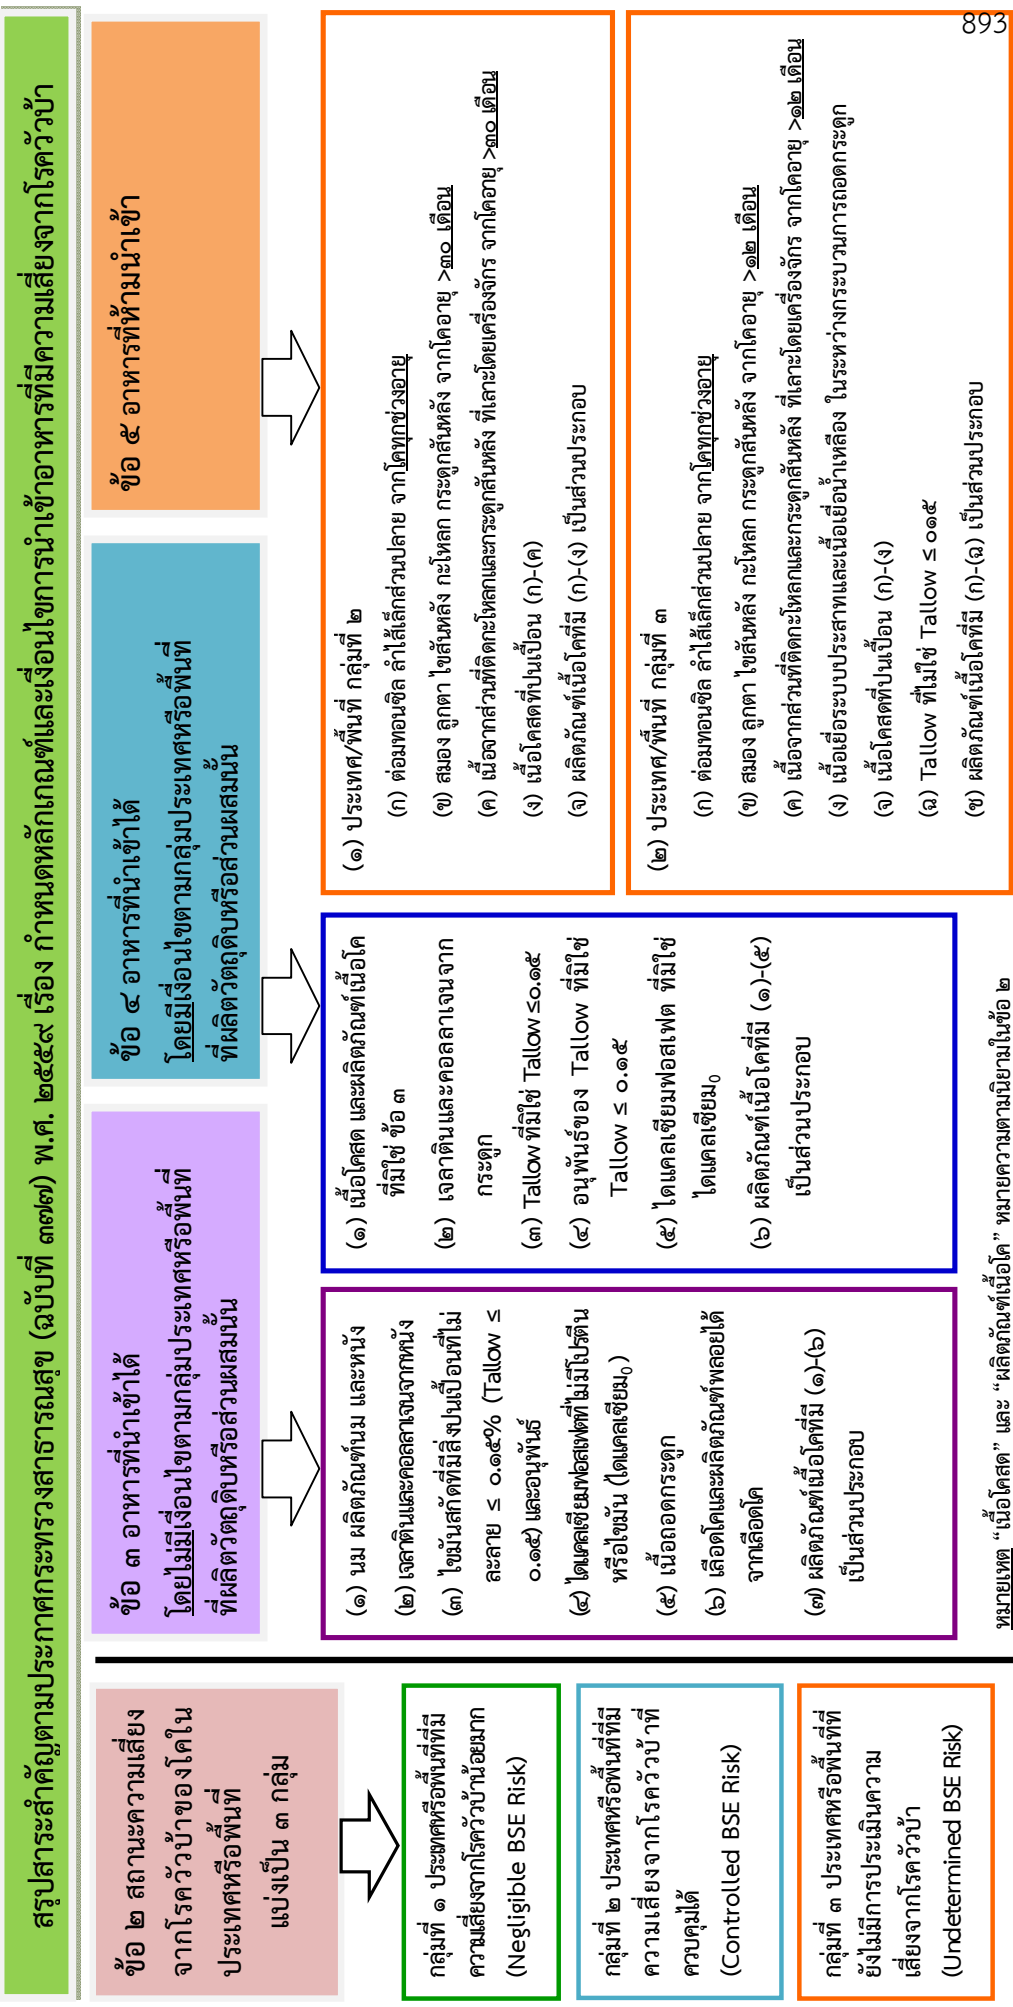 893
สรุปสาระสำคัญตามประกาศกระทรวงสาธารณสุข (ฉบับที่ ๓๗๗) พ.ศ. ๒๕๕๙ เรื่อง กำหนดหลักเกณฑ์และเงื่อนไขการนำเข้าอาหารที่มีความเสี่ยงจากโรควัวบ้า
ข้อ ๒ สถานะความเสี่ยง
จากโรควัวบ้าของโคใน
ประเทศหรือพื้นที่
แบ่งเป็น ๓ กลุ่ม
กลุ่มที่ ๑ ประเทศหรือพื้นที่ที่มี
ความเสี่ยงจากโรควัวบ้าน้อยมาก
(Negligible BSE Risk)
กลุ่มที่ ๒ ประเทศหรือพื้นที่ที่มี
ความเสี่ยงจากโรควัวบ้าที่
ควบคุมได้
(Controlled BSE Risk)
กลุ่มที่ ๓ ประเทศหรือพื้นที่ที่
ยังไม่มีการประเมินความ
เสี่ยงจากโรควัวบ้า
(Undetermined BSE Risk)
ข้อ ๓ อาหารที่นำเข้าได้
โดยไม่มีเงื่อนไขตามกลุ่มประเทศหรือพื้นที่
ที่ผลิตวัตถุดิบหรือส่วนผสมนั้น
(๑) นม ผลิตภัณฑ์นม และหนัง
(๒) เจลาตินและคอลลาเจนจากหนัง
(๓) ไขมันสกัดที่มีสิ่งปนเปื้อนที่ไม่
ละลาย ≤ ๐.๑๕% (Tallow ≤
๐.๑๕) และอนุพันธ์
(๔) ไดแคลเซียมฟอสเฟตที่ไม่มีโปรตีน
หรือไขมัน (ไดแคลเซียม₀)
(๕) เนื้อถอดกระดูก
(๖) เลือดโคและผลิตภัณฑ์พลอยได้
จากเลือดโค
(๗) ผลิตภัณฑ์เนื้อโคที่มี (๑)-(๖)
เป็นส่วนประกอบ
ข้อ ๔ อาหารที่นำเข้าได้
โดยมีเงื่อนไขตามกลุ่มประเทศหรือพื้นที่
ที่ผลิตวัตถุดิบหรือส่วนผสมนั้น
(๑) เนื้อโคสด และผลิตภัณฑ์เนื้อโค
ที่มิใช่ ข้อ ๓
(๒) เจลาตินและคอลลาเจนจาก
กระดูก
(๓) Tallow ที่มิใช่ Tallow ≤๐.๑๕
(๔) อนุพันธ์ของ Tallow ที่มิใช่
Tallow ≤ ๐.๑๕
(๕) ไดแคลเซียมฟอสเฟต ที่มิใช่
ไดแคลเซียม₀
(๖) ผลิตภัณฑ์เนื้อโคที่มี (๑)-(๕)
เป็นส่วนประกอบ
ข้อ ๕ อาหารที่ห้ามนำเข้า
(๑) ประเทศ/พื้นที่ กลุ่มที่ ๒
(ก) ต่อมทอนซิล ลำไส้เล็กส่วนปลาย จากโคทุกช่วงอายุ
(ข) สมอง ลูกตา ไขสันหลัง กะโหลก กระดูกสันหลัง จากโคอายุ >๓๐ เดือน
(ค) เนื้อจากส่วนที่ติดกะโหลกและกระดูกสันหลัง ที่เลาะโดยเครื่องจักร จากโคอายุ >๓๐ เดือน
(ง) เนื้อโคสดที่ปนเปื้อน (ก)-(ค)
(จ) ผลิตภัณฑ์เนื้อโคที่มี (ก)-(ง) เป็นส่วนประกอบ
(๒) ประเทศ/พื้นที่ กลุ่มที่ ๓
(ก) ต่อมทอนซิล ลำไส้เล็กส่วนปลาย จากโคทุกช่วงอายุ
(ข) สมอง ลูกตา ไขสันหลัง กะโหลก กระดูกสันหลัง จากโคอายุ >๑๒ เดือน
(ค) เนื้อจากส่วนที่ติดกะโหลกและกระดูกสันหลัง ที่เลาะโดยเครื่องจักร จากโคอายุ >๑๒ เดือน
(ง) เนื้อเยื่อระบบประสาทและเนื้อเยื่อน้ำเหลือง ในระหว่างกระบวนการถอดกระดูก
(จ) เนื้อโคสดที่ปนเปื้อน (ก)-(ง)
(ฉ) Tallow ที่ไม่ใช่ Tallow ≤ ๐๑๕
(ช) ผลิตภัณฑ์เนื้อโคที่มี (ก)-(ฉ) เป็นส่วนประกอบ
หมายเหตุ “เนื้อโคสด” และ “ผลิตภัณฑ์เนื้อโค” หมายความตามนิยามในข้อ ๒